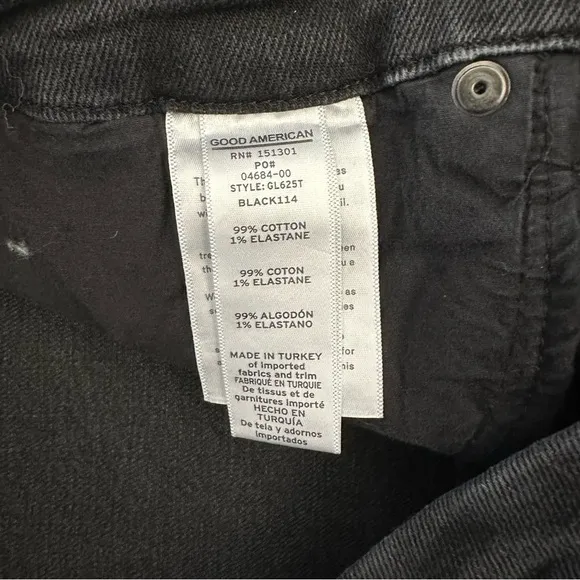 GOOD AMERICAN
RN# 151301
PO#
04684-00
STYLE: GL625T
BLACK114
99% COTTON
1% ELASTANE
99% COTON
1% ELASTANE
99% ALGODÓN
1% ELASTANO
MADE IN TURKEY
of imported
fabrics and trim
FABRIQUÉ EN TURQUIE
De tissus et de
garnitures importé
HECHO EN
TURQUÍA
De tela y adornos
importados